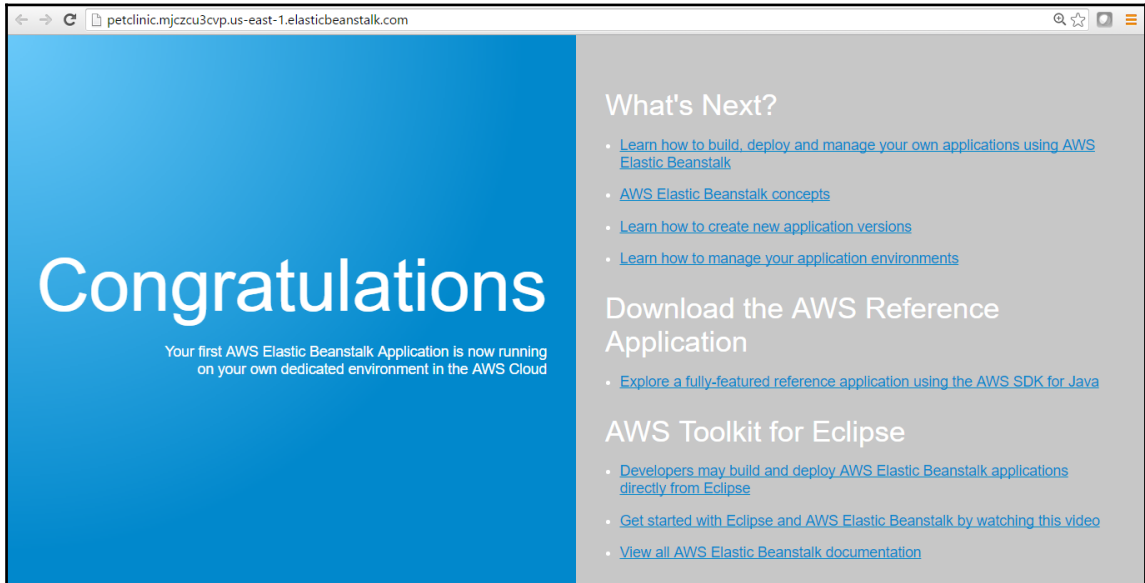 petclinic.mjczcu3cvp.us-east-1.elasticbeanstalk.com
Congratulations
Your first AWS Elastic Beanstalk Application is now running
on your own dedicated environment in the AWS Cloud
What's Next?
Learn how to build, deploy and manage your own applications using AWS
Elastic Beanstalk
AWS Elastic Beanstalk concepts
Learn how to create new application versions
Learn how to manage your application environments
Download the AWS Reference
Application
Explore a fully-featured reference application using the AWS SDK for Java
AWS Toolkit for Eclipse
Developers may build and deploy AWS Elastic Beanstalk applications
directly from Eclipse
Get started with Eclipse and AWS Elastic Beanstalk by watching this video
View all AWS Elastic Beanstalk documentation